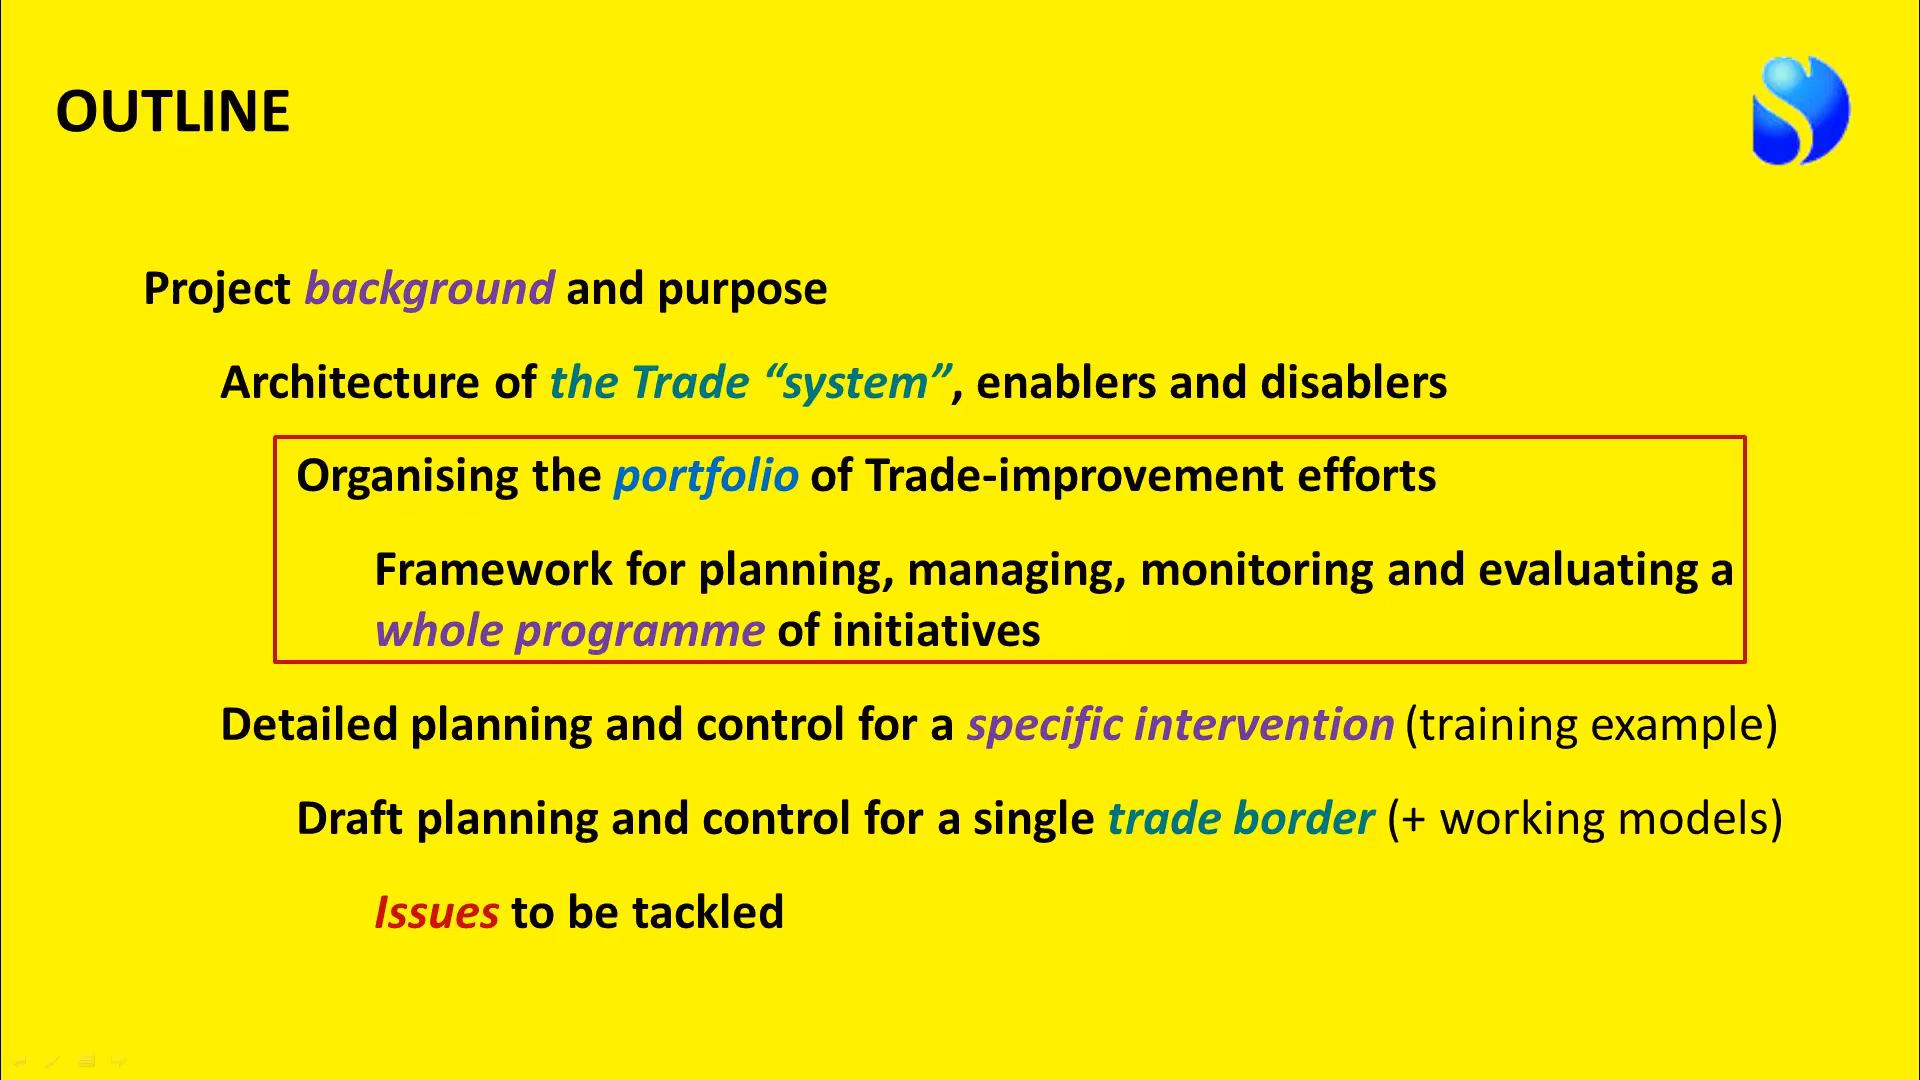 OUTLINE
Project background and purpose
Architecture of the Trade “system”, enablers and disablers
Organising the portfolio of Trade-improvement efforts
Framework for planning, managing, monitoring and evaluating a
whole programme of initiatives
Detailed planning and control for a specific intervention (training example)
Draft planning and control for a single trade border (+ working models)
Issues to be tackled